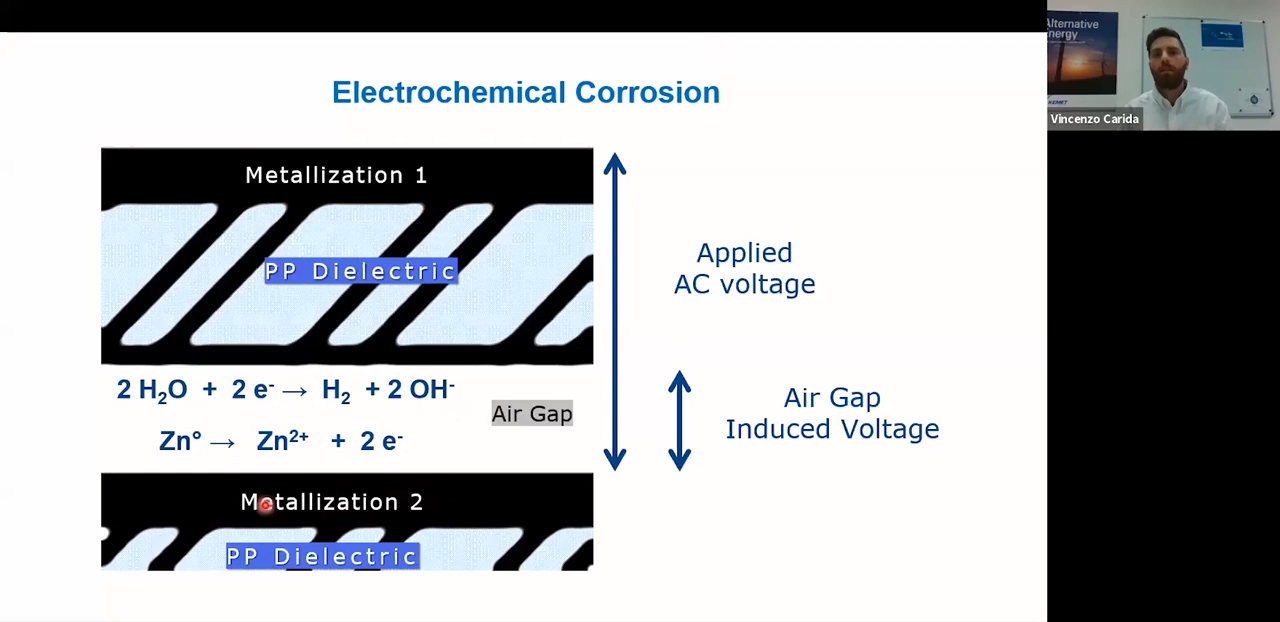 Electrochemical Corrosion
Metallization 1
PP Dielectric
2 H₂O + 2 e⁻ → H₂ + 2 OH⁻
Zn° → Zn²⁺ + 2 e⁻
Air Gap
Metallization 2
PP Dielectric
Applied
AC voltage
Air Gap
Induced Voltage
Alternative
Energy
KEMET
Vincenzo Carida